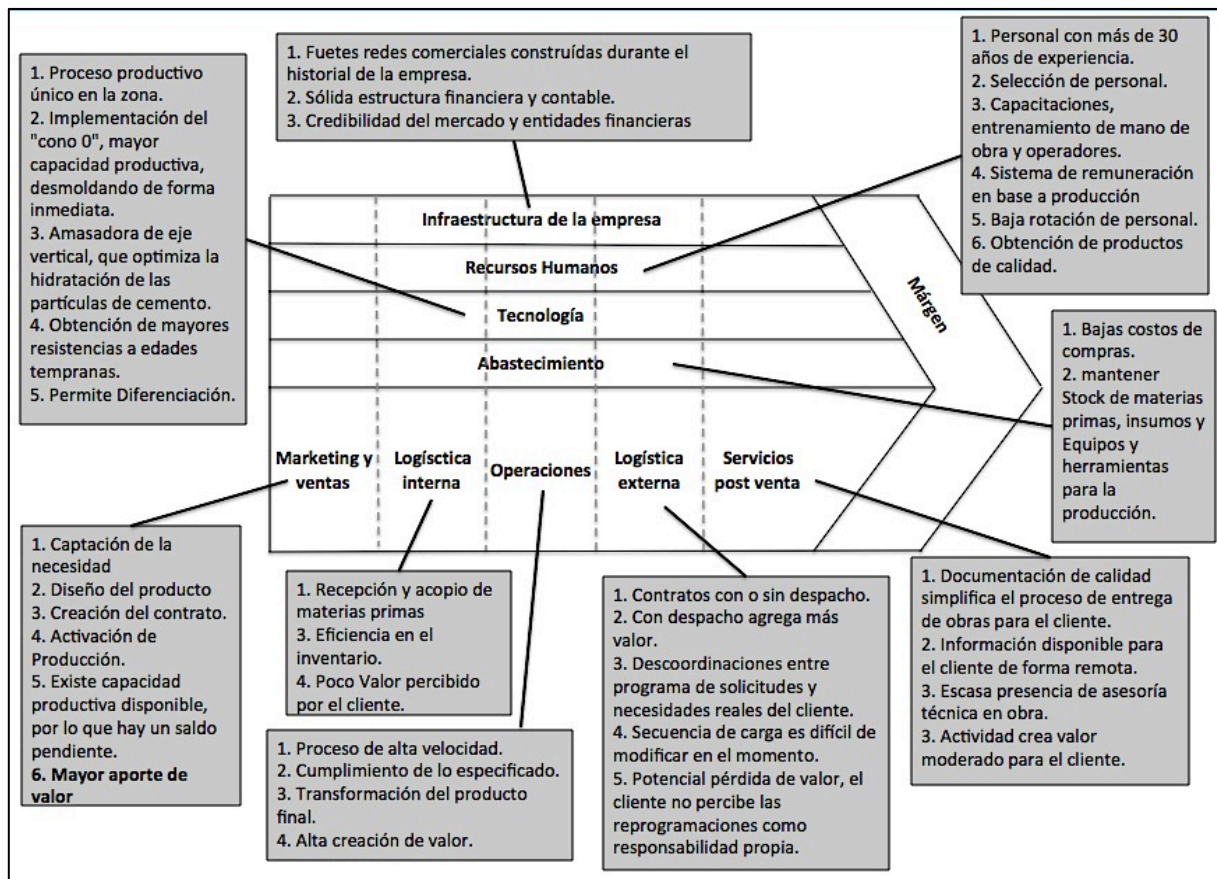 1. Proceso productivo
único en la zona.
2. Implementación del
"cono 0", mayor
capacidad productiva,
desmoldando de forma
inmediata.
3. Amasadora de eje
vertical, que optimiza la
hidratación de las
partículas de cemento.
4. Obtención de mayores
resistencias a edades
tempranas.
5. Permite Diferenciación.
1. Fuetes redes comerciales construídas durante el
historial de la empresa.
2. Sólida estructura financiera y contable.
3. Credibilidad del mercado y entidades financieras
1. Personal con más de 30
años de experiencia.
2. Selección de personal.
3. Capacitaciones,
entrenamiento de mano de
obra y operadores.
4. Sistema de remuneración
en base a producción
5. Baja rotación de personal.
6. Obtención de productos
de calidad.
Infraestructura de la empresa
Recursos Humanos
Tecnología
Abastecimiento
Márgen
1. Bajas costos de
compras.
2. mantener
Stock de materias
primas, insumos y
Equipos y
herramientas
para la
producción.
Marketing y
ventas
Logísctica
interna
Operaciones
Logística
externa
Servicios
post venta
1. Captación de la
necesidad
2. Diseño del producto
3. Creación del contrato.
4. Activación de
Producción.
5. Existe capacidad
productiva disponible,
por lo que hay un saldo
pendiente.
6. Mayor aporte de
valor
1. Recepción y acopio de
materias primas
3. Eficiencia en el
inventario.
4. Poco Valor percibido
por el cliente.
1. Proceso de alta velocidad.
2. Cumplimiento de lo especificado.
3. Transformación del producto
final.
4. Alta creación de valor.
1. Contratos con o sin despacho.
2. Con despacho agrega más
valor.
3. Descoordinaciones entre
programa de solicitudes y
necesidades reales del cliente.
4. Secuencia de carga es difícil de
modificar en el momento.
5. Potencial pérdida de valor, el
cliente no percibe las
reprogramaciones como
responsabilidad propia.
1. Documentación de calidad
simplifica el proceso de entrega
de obras para el cliente.
2. Información disponible para
el cliente de forma remota.
3. Escasa presencia de asesoría
técnica en obra.
3. Actividad crea valor
moderado para el cliente.